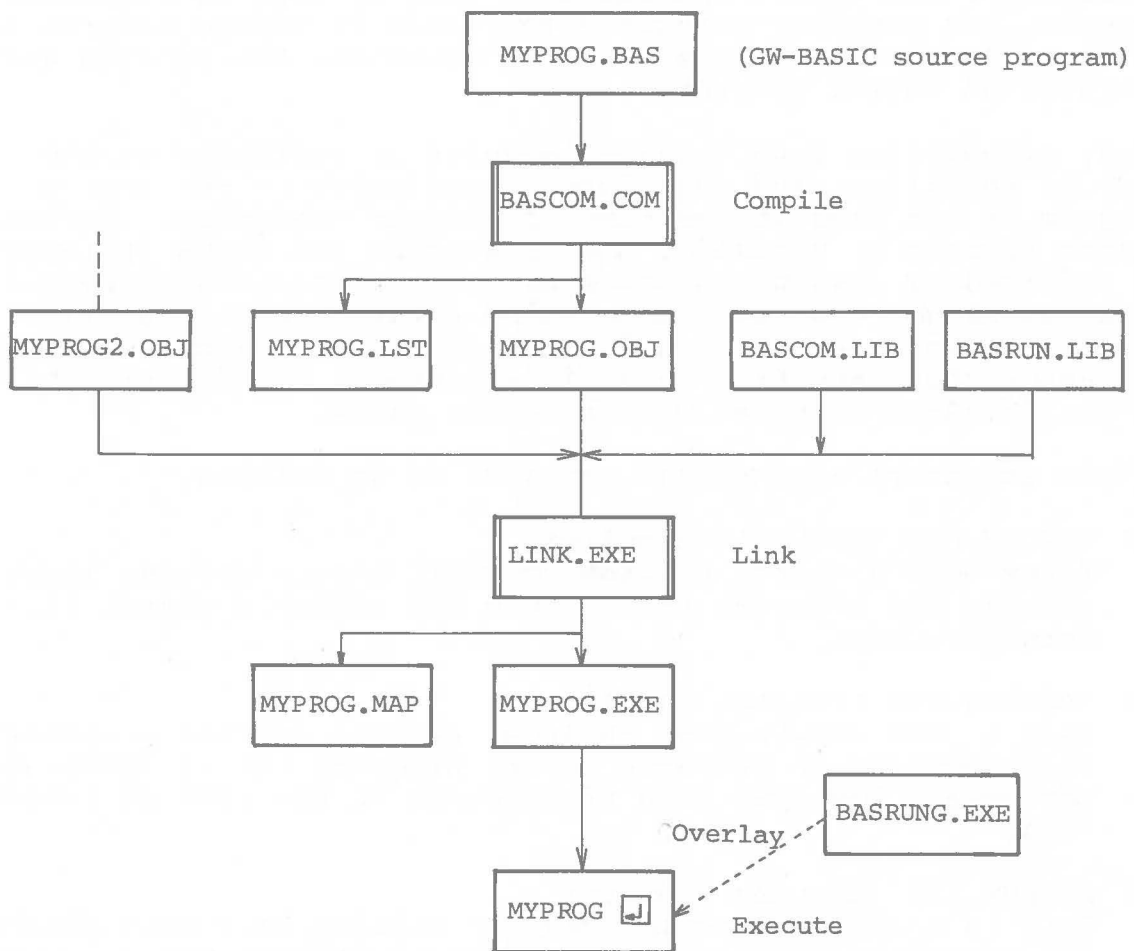 MYPROG.BAS (GW-BASIC source program)
BASCOM.COM Compile
MYPROG2.OBJ MYPROG.LST MYPROG.OBJ BASCOM.LIB BASRUN.LIB
LINK.EXE Link
MYPROG.MAP MYPROG.EXE
BASRUNG.EXE
Overlay
MYPROG ↵
Execute